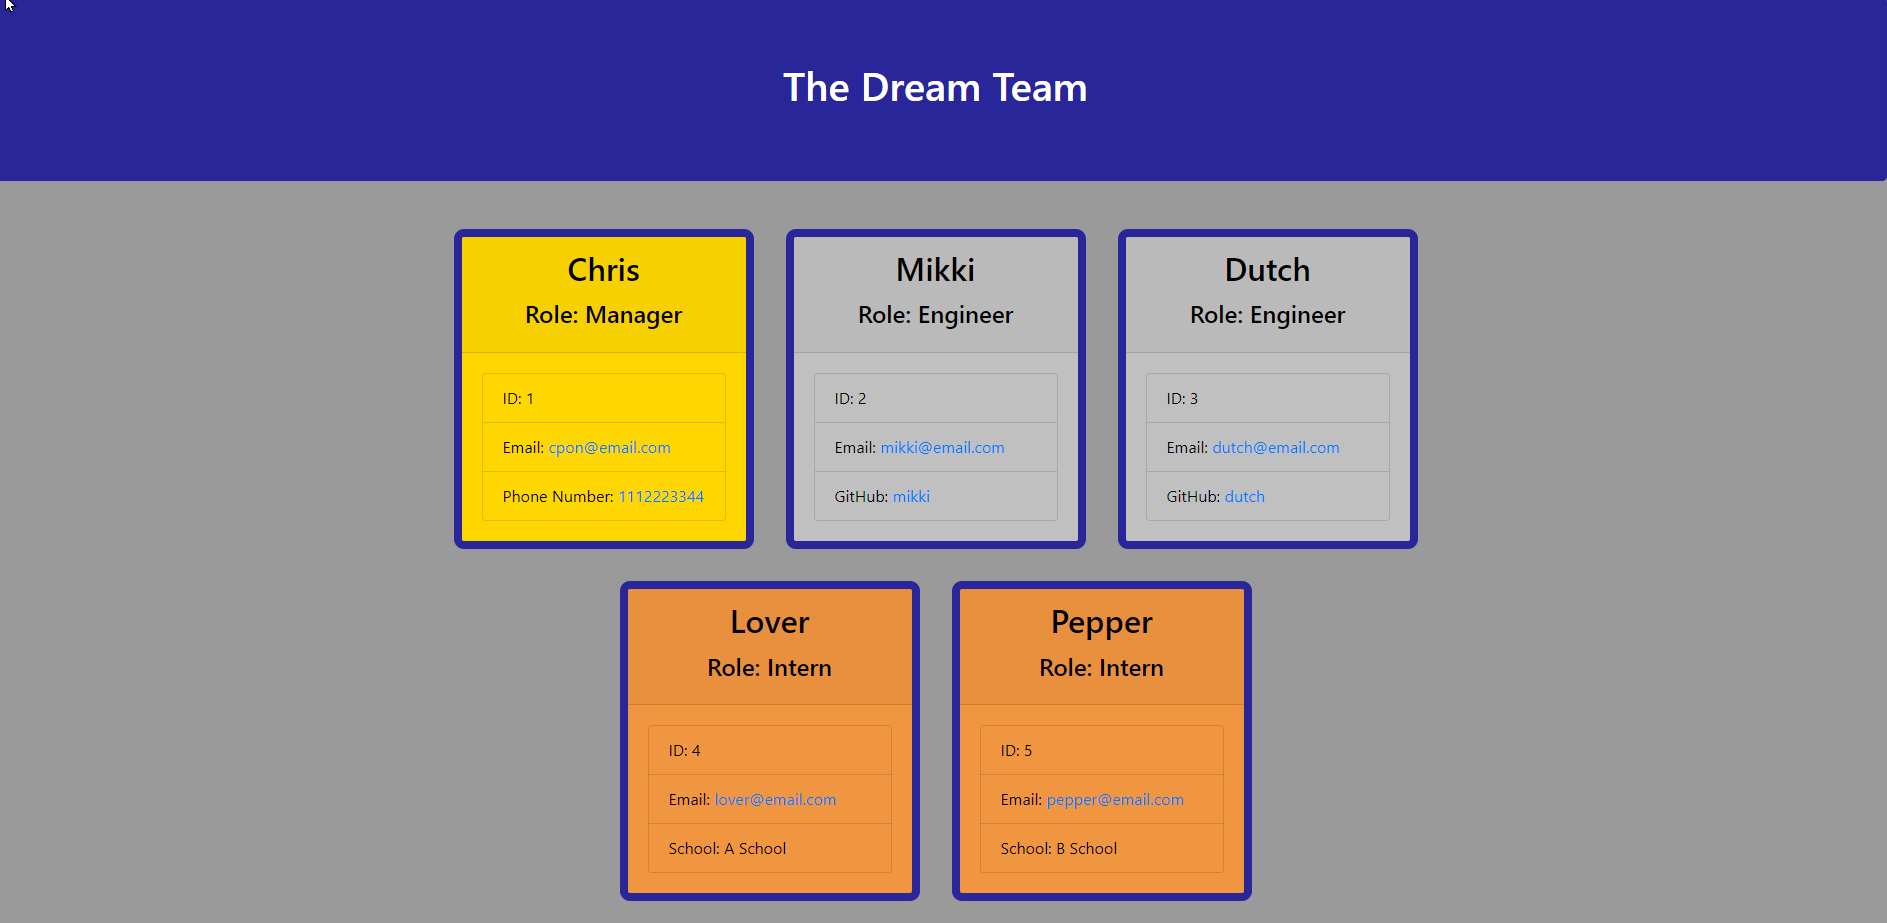 The Dream Team
Chris
Role: Manager
ID: 1
Email: cpon@email.com
Phone Number: 1112223344
Mikki
Role: Engineer
ID: 2
Email: mikki@email.com
GitHub: mikki
Dutch
Role: Engineer
ID: 3
Email: dutch@email.com
GitHub: dutch
Lover
Role: Intern
ID: 4
Email: lover@email.com
School: A School
Pepper
Role: Intern
ID: 5
Email: pepper@email.com
School: B School